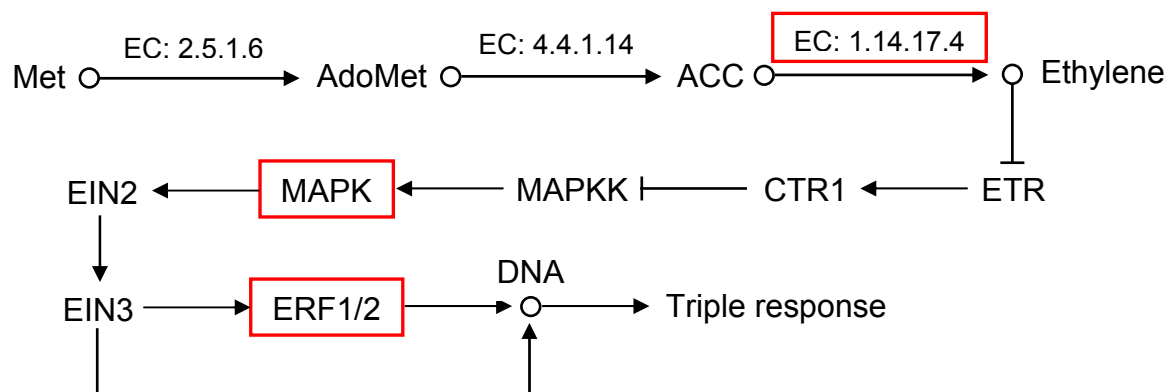 EC: 2.5.1.6 EC: 4.4.1.14 EC: 1.14.17.4
Met AdoMet ACC Ethylene
EIN2 MAPK MAPKK CTR1 ETR
DNA
EIN3 ERF1/2 Triple response